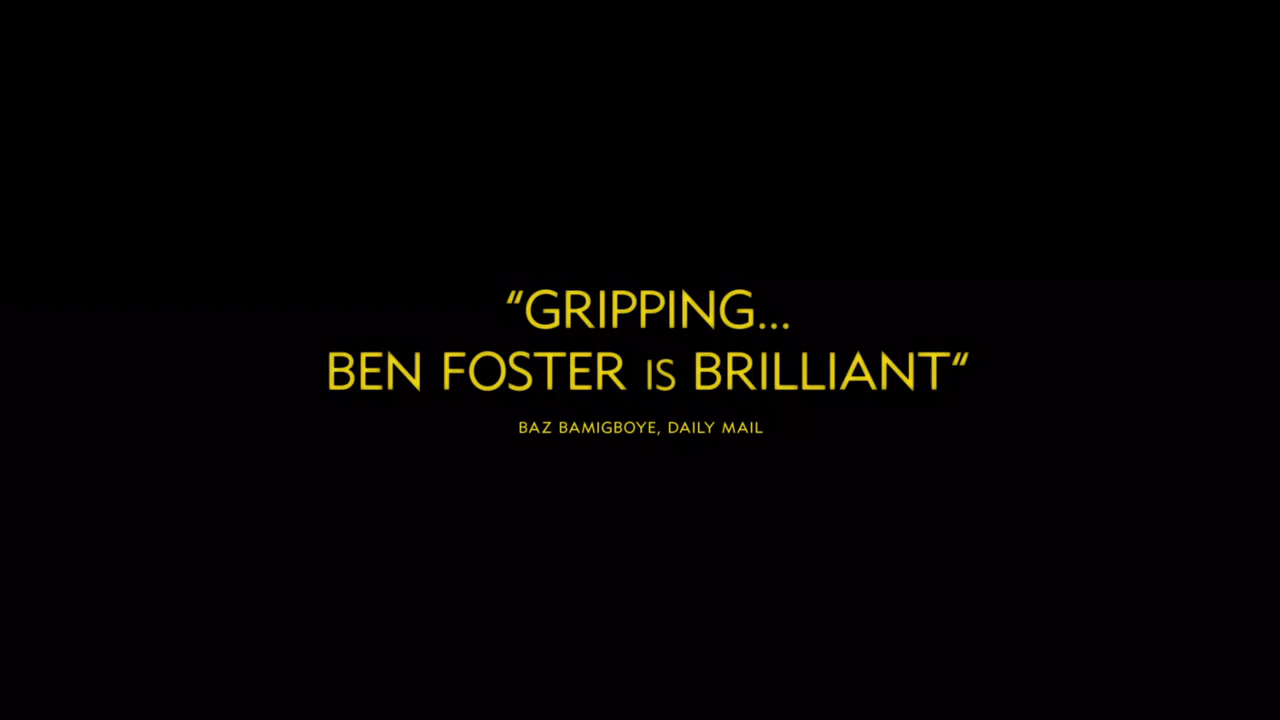 “GRIPPING...
BEN FOSTER IS BRILLIANT“
BAZ BAMIGBOYE, DAILY MAIL